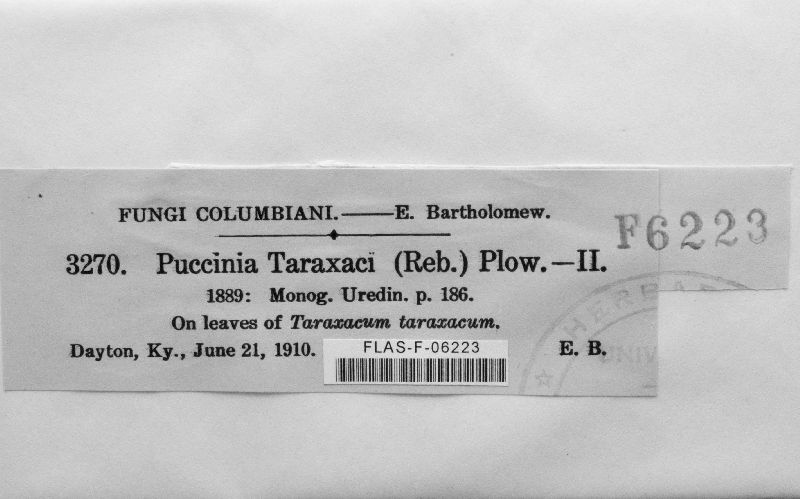 FUNGI COLUMBIANI.——E. Bartholomew.
F6223
3270. Puccinia Taraxaci (Reb.) Plow.—II.
1889: Monog. Uredin. p. 186.
On leaves of Taraxacum taraxacum.
Dayton, Ky., June 21, 1910.
E. B.
FLAS-F-06223